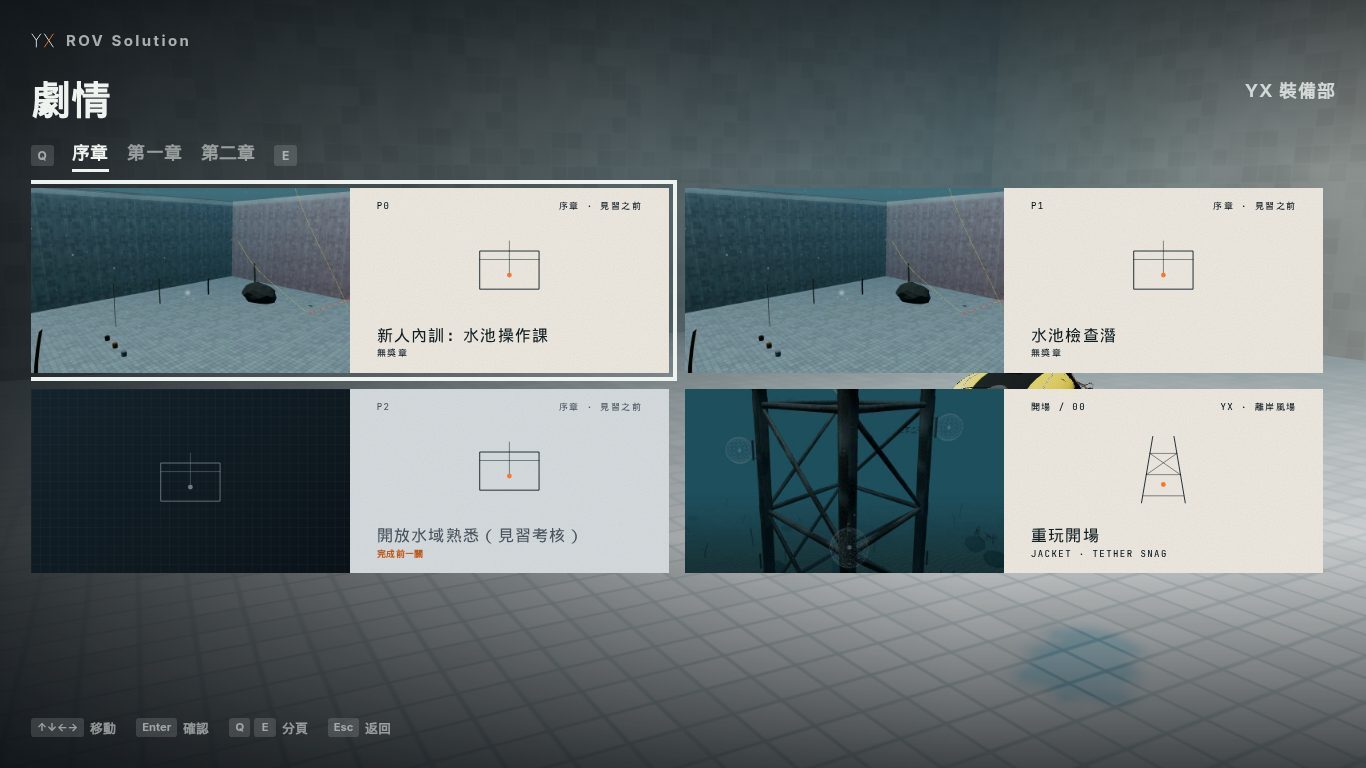 YX ROV Solution
劇情
YX 裝備部
Q 序章 第一章 第二章 E
P0 序章 · 見習之前
新人內訓: 水池操作課
無獎章
P1 序章 · 見習之前
水池檢查潛
無獎章
P2 序章 · 見習之前
開放水域熟悉 ( 見習考核 )
完成前一關
開場 / 00 YX · 離岸風場
重玩開場
JACKET · TETHER SNAG
↑↓←→ 移動 Enter 確認 Q E 分頁 Esc 返回